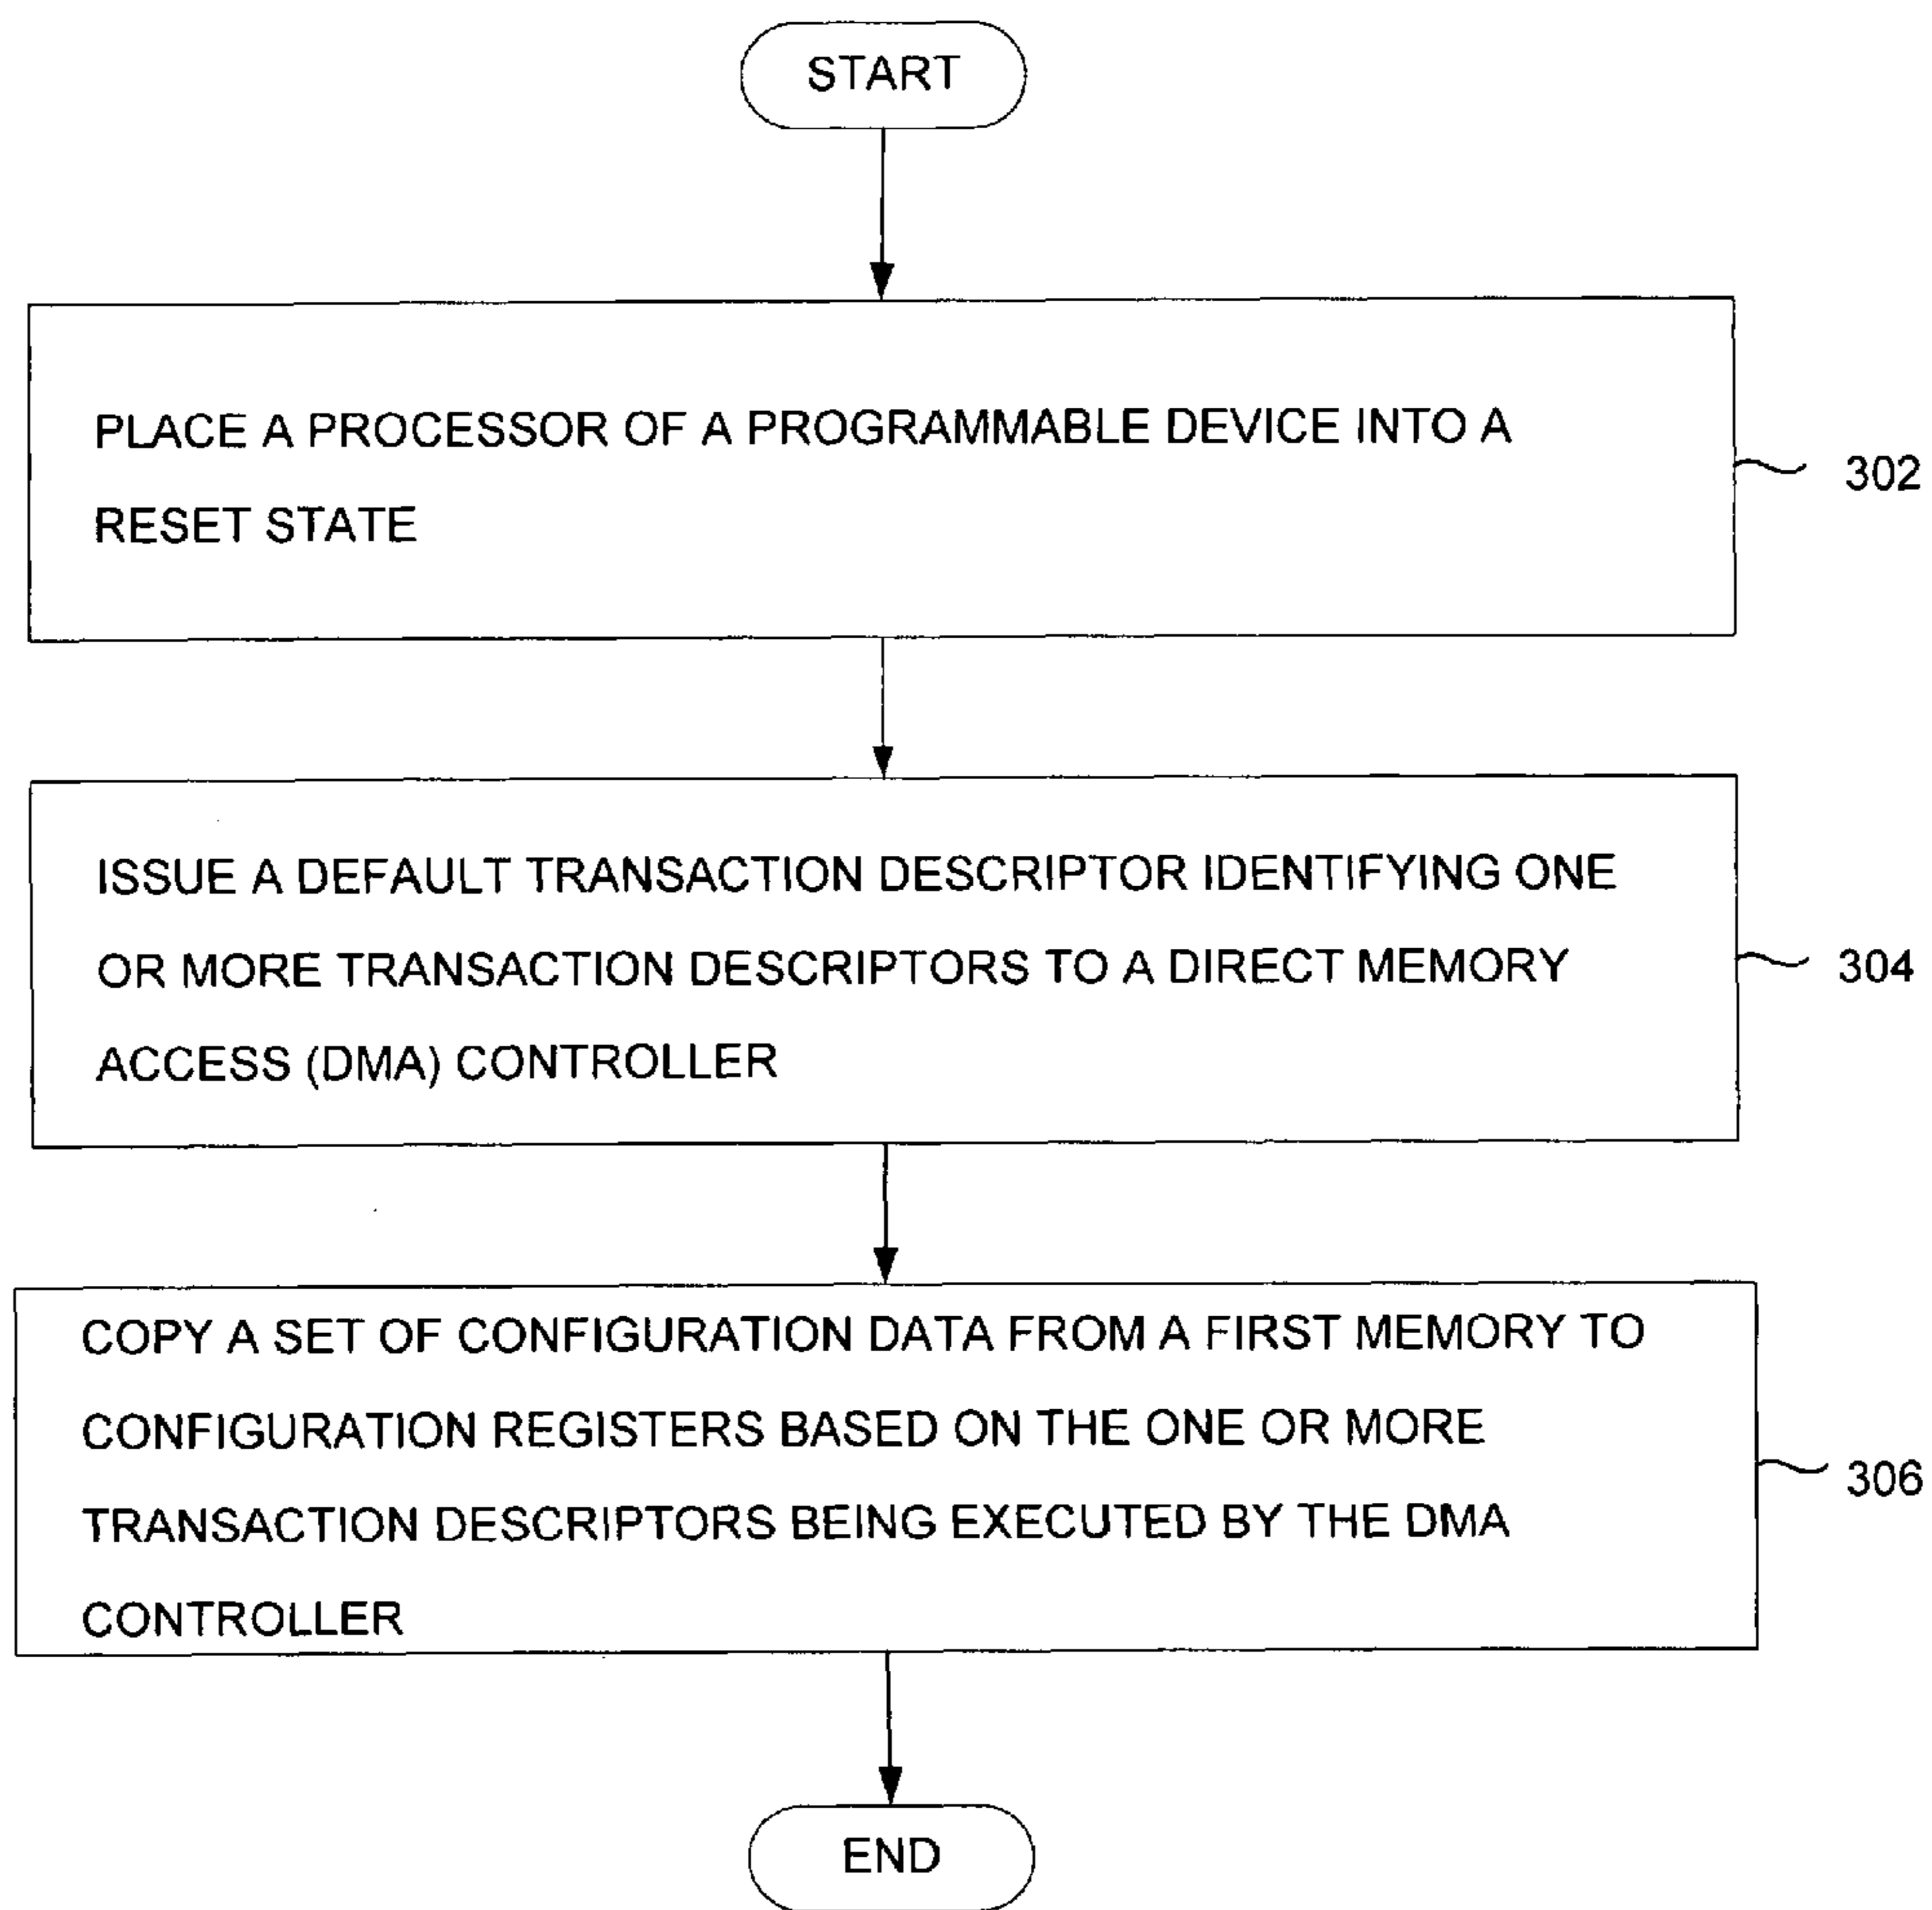 START
PLACE A PROCESSOR OF A PROGRAMMABLE DEVICE INTO A
RESET STATE
302
ISSUE A DEFAULT TRANSACTION DESCRIPTOR IDENTIFYING ONE
OR MORE TRANSACTION DESCRIPTORS TO A DIRECT MEMORY
ACCESS (DMA) CONTROLLER
304
COPY A SET OF CONFIGURATION DATA FROM A FIRST MEMORY TO
CONFIGURATION REGISTERS BASED ON THE ONE OR MORE
TRANSACTION DESCRIPTORS BEING EXECUTED BY THE DMA
CONTROLLER
306
END